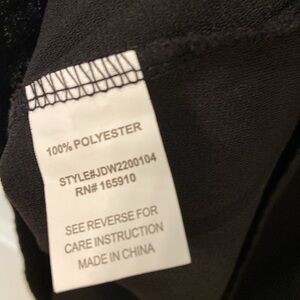 100% POLYESTER
STYLE#JDW2200104
RN# 165910
SEE REVERSE FOR
CARE INSTRUCTION
MADE IN CHINA